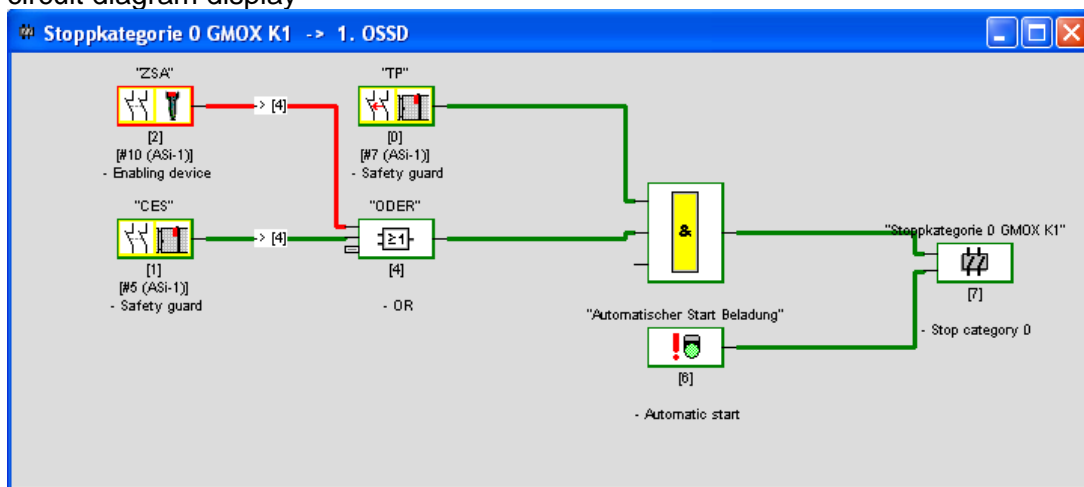 circuit diagram display
Stoppkategorie 0 GMOX K1 -> 1. OSSD
"ZSA"
-> [4]
[2]
[#10 (ASi-1)]
- Enabling device
"TP"
[0]
[#7 (ASi-1)]
- Safety guard
"CES"
-> [4]
[1]
[#5 (ASi-1)]
- Safety guard
"ODER"
≥1
[4]
- OR
&
"Stoppkategorie 0 GMOX K1"
[7]
- Stop category 0
"Automatischer Start Beladung"
[6]
- Automatic start